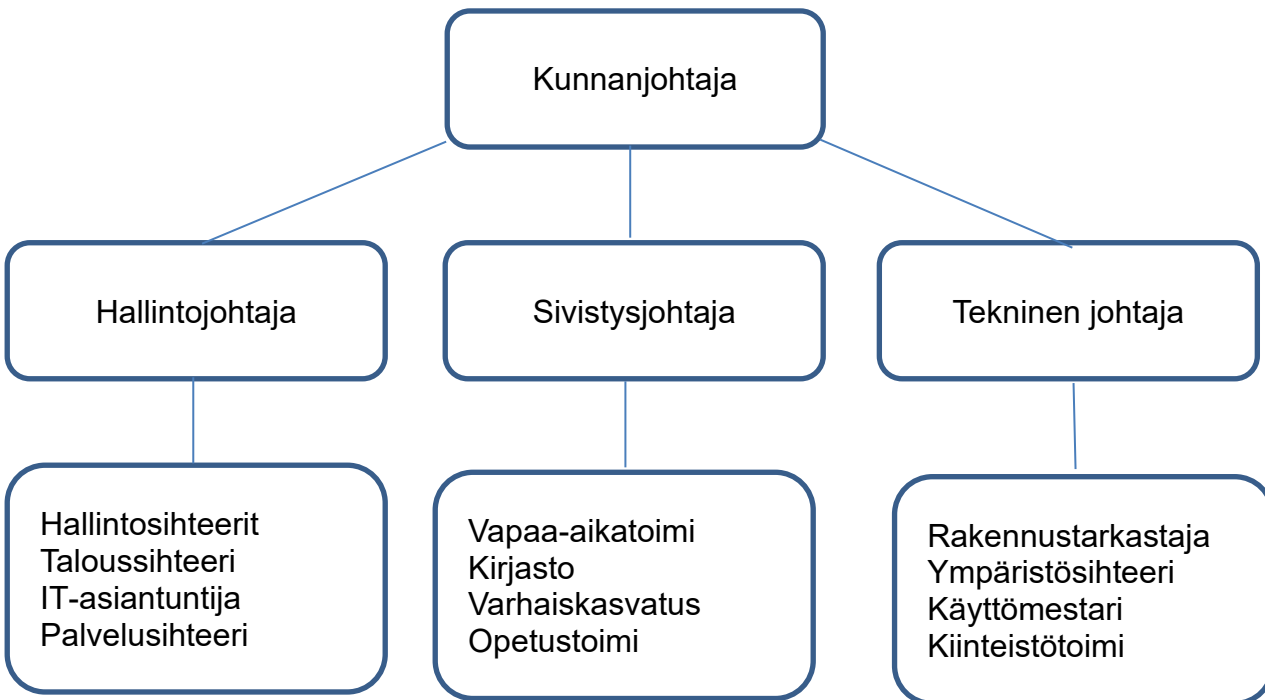 Kunnanjohtaja
Hallintojohtaja
Sivistysjohtaja
Tekninen johtaja
Hallintosihteerit
Taloussihteeri
IT-asiantuntija
Palvelusihteeri
Vapaa-aikatoimi
Kirjasto
Varhaiskasvatus
Opetustoimi
Rakennustarkastaja
Ympäristösihteeri
Käyttömestari
Kiinteistötoimi